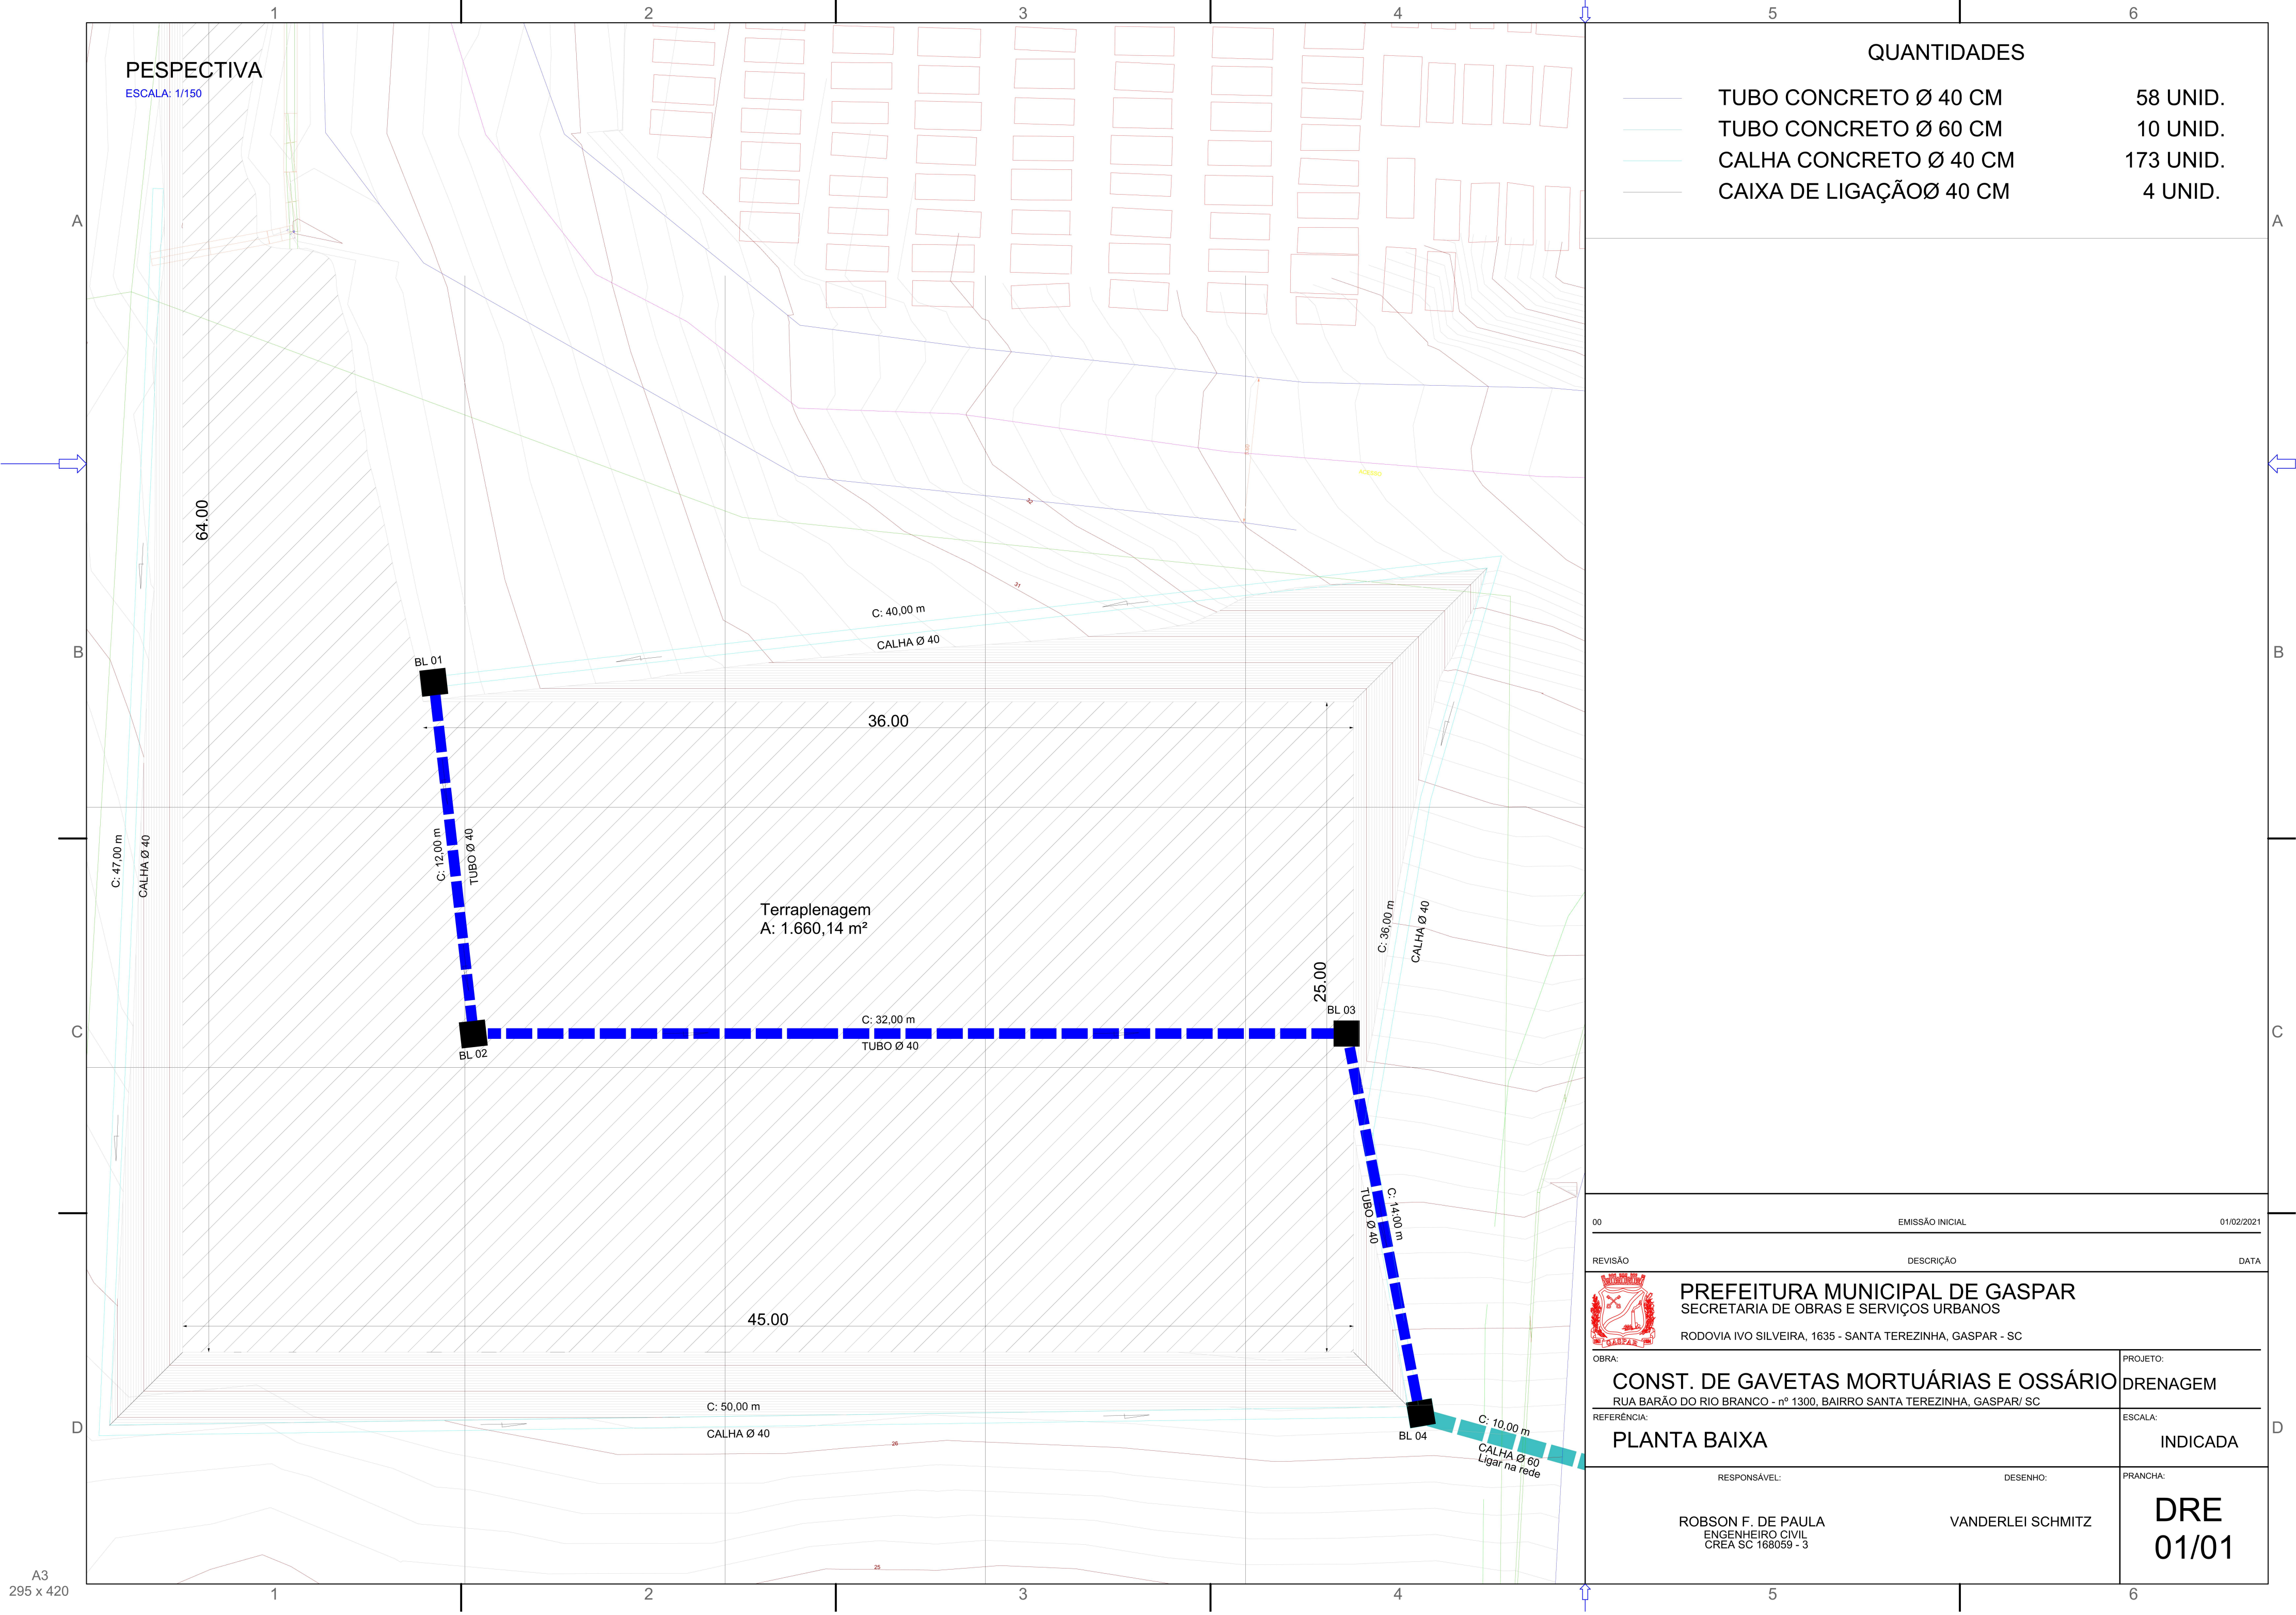 1
2
3
4
5
6
PESPECTIVA
ESCALA: 1/150
QUANTIDADES
TUBO CONCRETO Ø 40 CM 58 UNID.
TUBO CONCRETO Ø 60 CM 10 UNID.
CALHA CONCRETO Ø 40 CM 173 UNID.
CAIXA DE LIGAÇÃOØ 40 CM 4 UNID.
A
A
64.00
32
31
C: 40,00 m
CALHA Ø 40
B
B
BL 01
36.00
C: 47,00 m
CALHA Ø 40
C: 12,00 m
TUBO Ø 40
Terraplenagem
A: 1.660,14 m²
C: 36,00 m
CALHA Ø 40
25.00
BL 03
C
C
C: 32,00 m
TUBO Ø 40
BL 02
C: 14:00 m
TUBO Ø 40
45.00
C: 50,00 m
CALHA Ø 40
26
BL 04
C: 10,00 m
CALHA Ø 60
Ligar na rede
D
D
25
00 EMISSÃO INICIAL 01/02/2021
REVISÃO DESCRIÇÃO DATA
GASPAR
PREFEITURA MUNICIPAL DE GASPAR
SECRETARIA DE OBRAS E SERVIÇOS URBANOS
RODOVIA IVO SILVEIRA, 1635 - SANTA TEREZINHA, GASPAR - SC
OBRA:
CONST. DE GAVETAS MORTUÁRIAS E OSSÁRIO
RUA BARÃO DO RIO BRANCO - nº 1300, BAIRRO SANTA TEREZINHA, GASPAR/ SC
PROJETO:
DRENAGEM
REFERÊNCIA:
PLANTA BAIXA
ESCALA:
INDICADA
RESPONSÁVEL:
ROBSON F. DE PAULA
ENGENHEIRO CIVIL
CREA SC 168059 - 3
DESENHO:
VANDERLEI SCHMITZ
PRANCHA:
DRE
01/01
A3
295 x 420
1
2
3
4
5
6